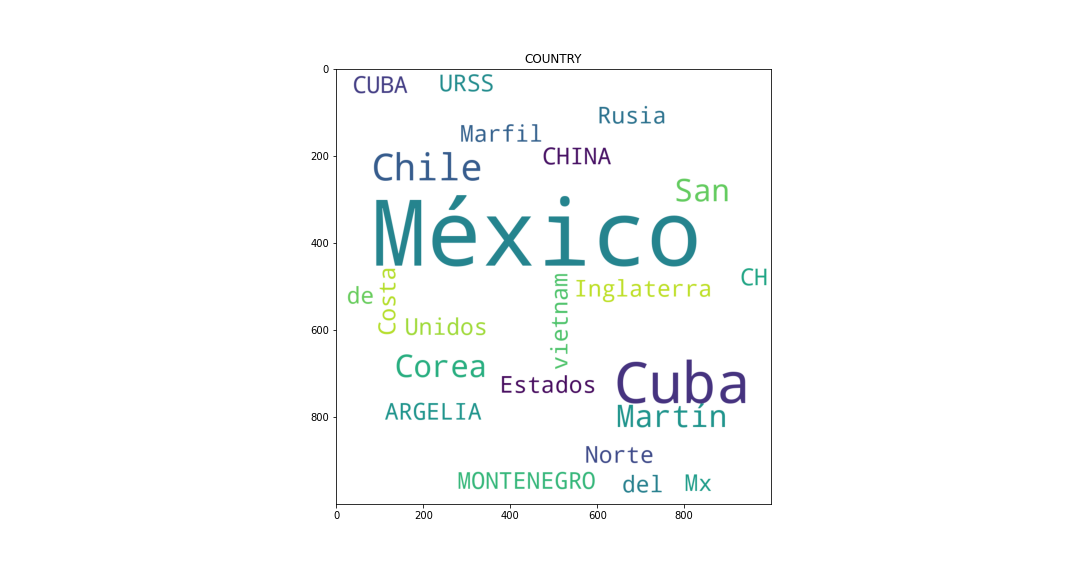 COUNTRY
0
CUBA
URSS
Rusia
Marfil
CHINA
200
Chile
San
México
400
CH
de
Costa
vietnam
Inglaterra
600
Unidos
Corea
Estados
Cuba
800
ARGELIA
Martín
Norte
MONTENEGRO
del
Mx
0
200
400
600
800